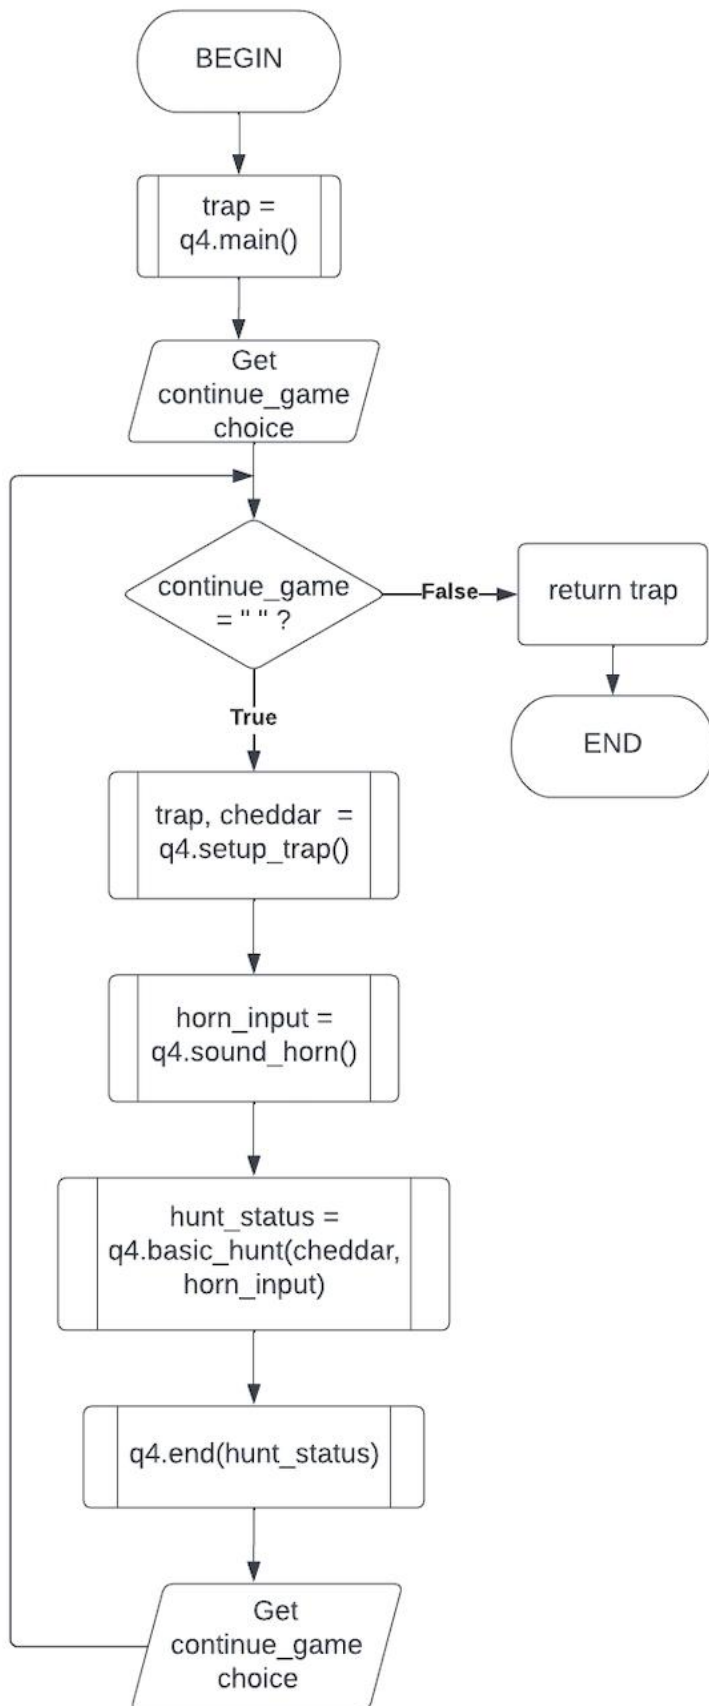 BEGIN
trap =
q4.main()
Get
continue_game
choice
continue_game
= " " ?
False
return trap
END
True
trap, cheddar =
q4.setup_trap()
horn_input =
q4.sound_horn()
hunt_status =
q4.basic_hunt(cheddar,
horn_input)
q4.end(hunt_status)
Get
continue_game
choice